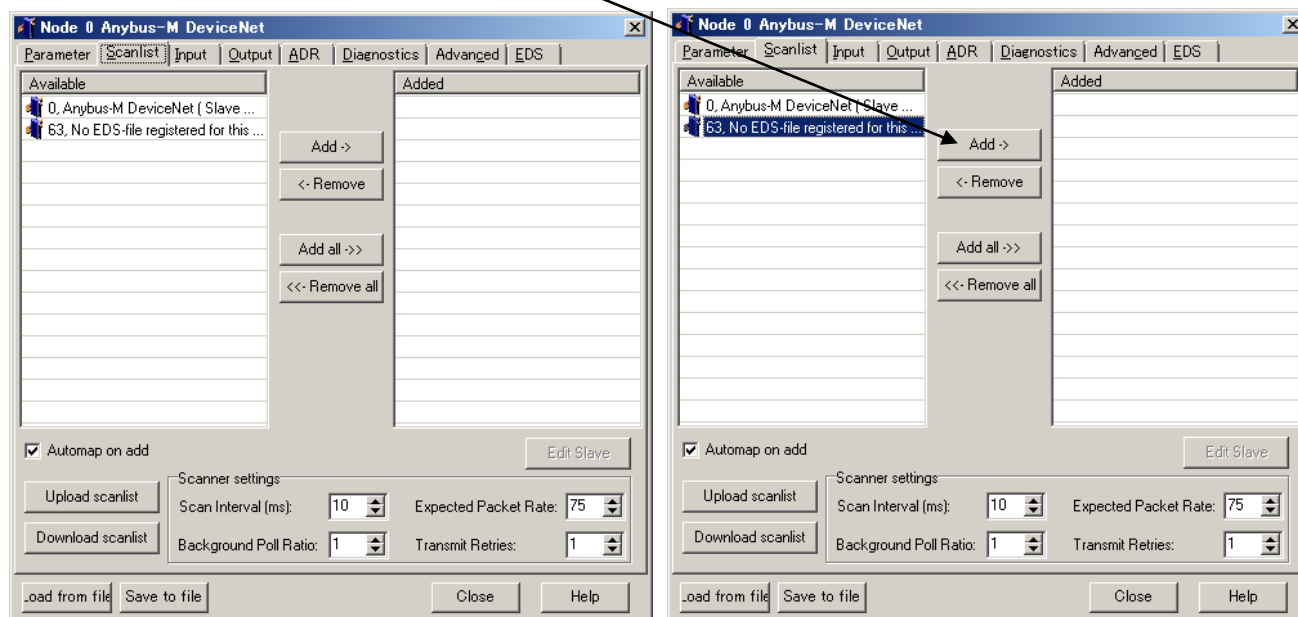 Node 0 Anybus-M DeviceNet
Parameter Scanlist Input Output ADR Diagnostics Advanced EDS
Available Added
0, Anybus-M DeviceNet ( Slave ...
63, No EDS-file registered for this ...
Add ->
<- Remove
Add all ->>
<<- Remove all
Automap on add
Edit Slave
Scanner settings
Upload scanlist
Scan Interval (ms): 10 Expected Packet Rate: 75
Download scanlist
Background Poll Ratio: 1 Transmit Retries: 1
Load from file Save to file Close Help
Node 0 Anybus-M DeviceNet
Parameter Scanlist Input Output ADR Diagnostics Advanced EDS
Available Added
0, Anybus-M DeviceNet ( Slave ...
63, No EDS-file registered for this ...
Add ->
<- Remove
Add all ->>
<<- Remove all
Automap on add
Edit Slave
Scanner settings
Upload scanlist
Scan Interval (ms): 10 Expected Packet Rate: 75
Download scanlist
Background Poll Ratio: 1 Transmit Retries: 1
Load from file Save to file Close Help